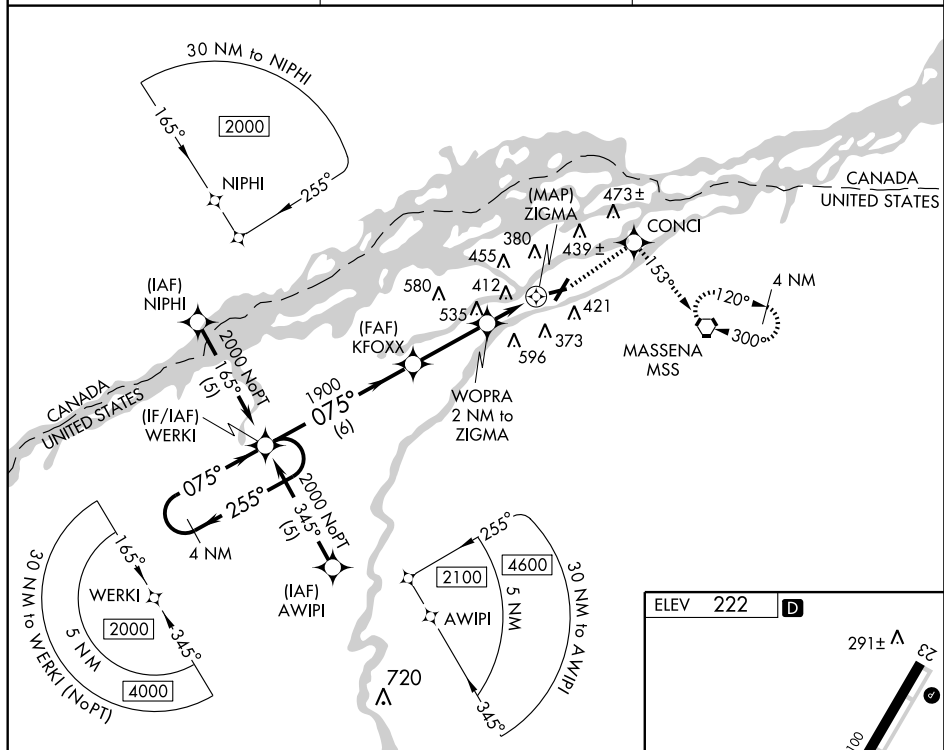 30 NM to NIPHI
165°
2000
NIPHI
255°
CANADA
UNITED STATES
(MAP)
ZIGMA
473±
CONCI
380
439±
455
153°
4 NM
120°
(IAF)
NIPHI
580
412
(FAF)
KFOXX
535
421
300°
373
MASSENA
MSS
596
2000 NoPT
165°
(5)
CANADA
UNITED STATES
1900
075°
(6)
WOPRA
2 NM to
ZIGMA
(IF/IAF)
WERKI
075°
255°
4 NM
2000 NoPT
345°
(5)
(IAF)
AWIPI
165°
WERKI
2000
5 NM
4000
345°
30 NM to WERKI (NoPT)
255°
2100
4600
5 NM
AWIPI
30 NM to AWIPI
345°
720
ELEV 222 D
291±
23
P
100